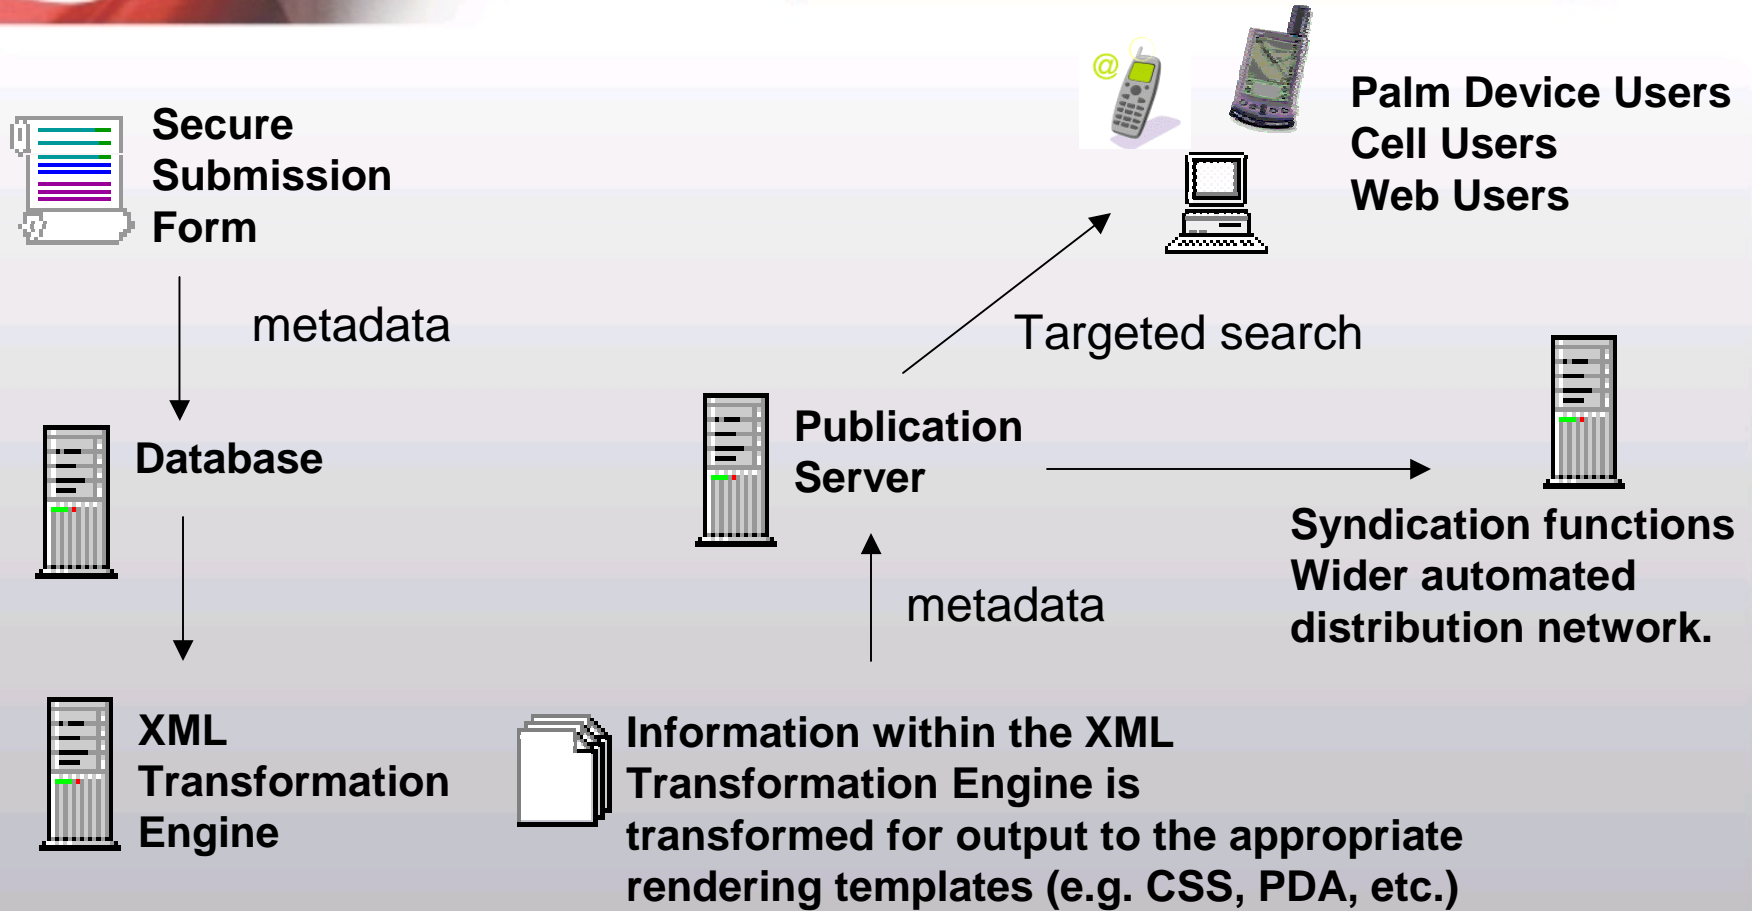 Secure
Submission
Form
metadata
Database
XML
Transformation
Engine
Information within the XML
Transformation Engine is
transformed for output to the appropriate
rendering templates (e.g. CSS, PDA, etc.)
metadata
Publication
Server
Targeted search
@
Palm Device Users
Cell Users
Web Users
Syndication functions
Wider automated
distribution network.